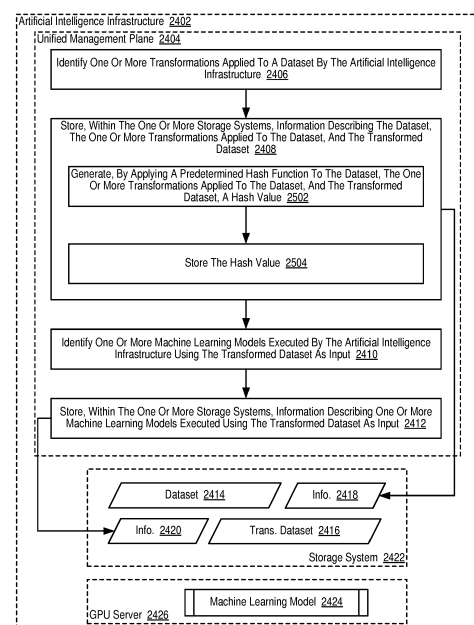 Artificial Intelligence Infrastructure 2402
Unified Management Plane 2404
Identify One Or More Transformations Applied To A Dataset By The Artificial Intelligence
Infrastructure 2406
Store, Within The One Or More Storage Systems, Information Describing The Dataset,
The One Or More Transformations Applied To The Dataset, And The Transformed
Dataset 2408
Generate, By Applying A Predetermined Hash Function To The Dataset, The One
Or More Transformations Applied To The Dataset, And The Transformed
Dataset, A Hash Value 2502
Store The Hash Value 2504
Identify One Or More Machine Learning Models Executed By The Artificial Intelligence
Infrastructure Using The Transformed Dataset As Input 2410
Store, Within The One Or More Storage Systems, Information Describing One Or More
Machine Learning Models Executed Using The Transformed Dataset As Input 2412
Dataset 2414
Info. 2418
Info. 2420
Trans. Dataset 2416
Storage System 2422
Machine Learning Model 2424
GPU Server 2426